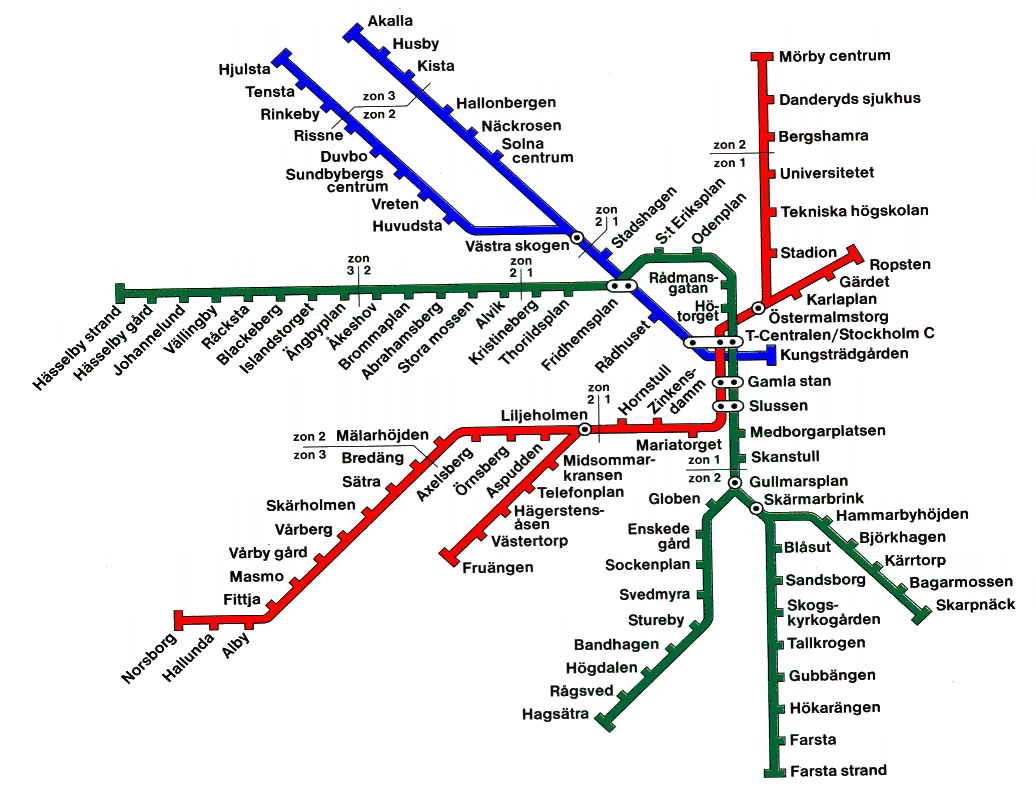 Akalla
Husby
Kista
Hallonbergen
Näckrosen
Solna
centrum
Hjulsta
Tensta
Rinkeby
Rissne
Duvbo
Sundbybergs
centrum
Vreten
Huvudsta
zon 3
zon 2
Västra skogen
zon
2 1
Stadshagen
S:t Eriksplan
Odenplan
Mörby centrum
Danderyds sjukhus
Bergshamra
zon 2
zon 1
Universitetet
Tekniska högskolan
Stadion
Ropsten
Gärdet
Karlaplan
Östermalmstorg
Rådmans-
gatan
Hö-
torget
T-Centralen/Stockholm C
Kungsträdgården
Gamla stan
Slussen
Medborgarplatsen
Skanstull
zon 1
zon 2
Gullmarsplan
Skärmarbrink
zon
3 2
zon
2 1
Hässelby strand
Hässelby gård
Johannelund
Vällingby
Råcksta
Blackeberg
Islandstorget
Ängbyplan
Åkeshov
Brommaplan
Abrahamsberg
Stora mossen
Alvik
Kristineberg
Thorildsplan
Fridhemsplan
Rådhuset
zon
2 1
Liljeholmen
Hornstull
Zinkens-
damm
Mariatorget
zon 2
zon 3
Mälarhöjden
Bredäng
Sätra
Skärholmen
Vårberg
Vårby gård
Masmo
Fittja
Norsborg
Hallunda
Alby
Axelsberg
Örnsberg
Aspudden
Midsommar-
kransen
Telefonplan
Hägerstens-
åsen
Västertorp
Fruängen
Globen
Enskede
gård
Sockenplan
Svedmyra
Stureby
Bandhagen
Högdalen
Rågsved
Hagsätra
Hammarbyhöjden
Björkhagen
Kärrtorp
Bagarmossen
Skarpnäck
Blåsut
Sandsborg
Skogs-
kyrkogården
Tallkrogen
Gubbängen
Hökarängen
Farsta
Farsta strand